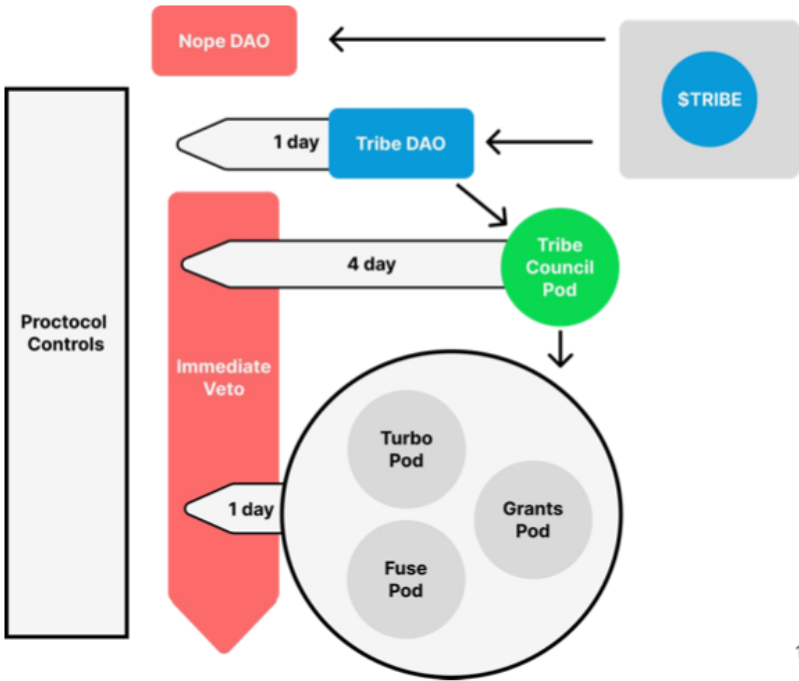 Nope DAO
$TRIBE
1 day
Tribe DAO
Tribe
Council
Pod
4 day
Proctocol
Controls
Immediate
Veto
Turbo
Pod
1 day
Grants
Pod
Fuse
Pod